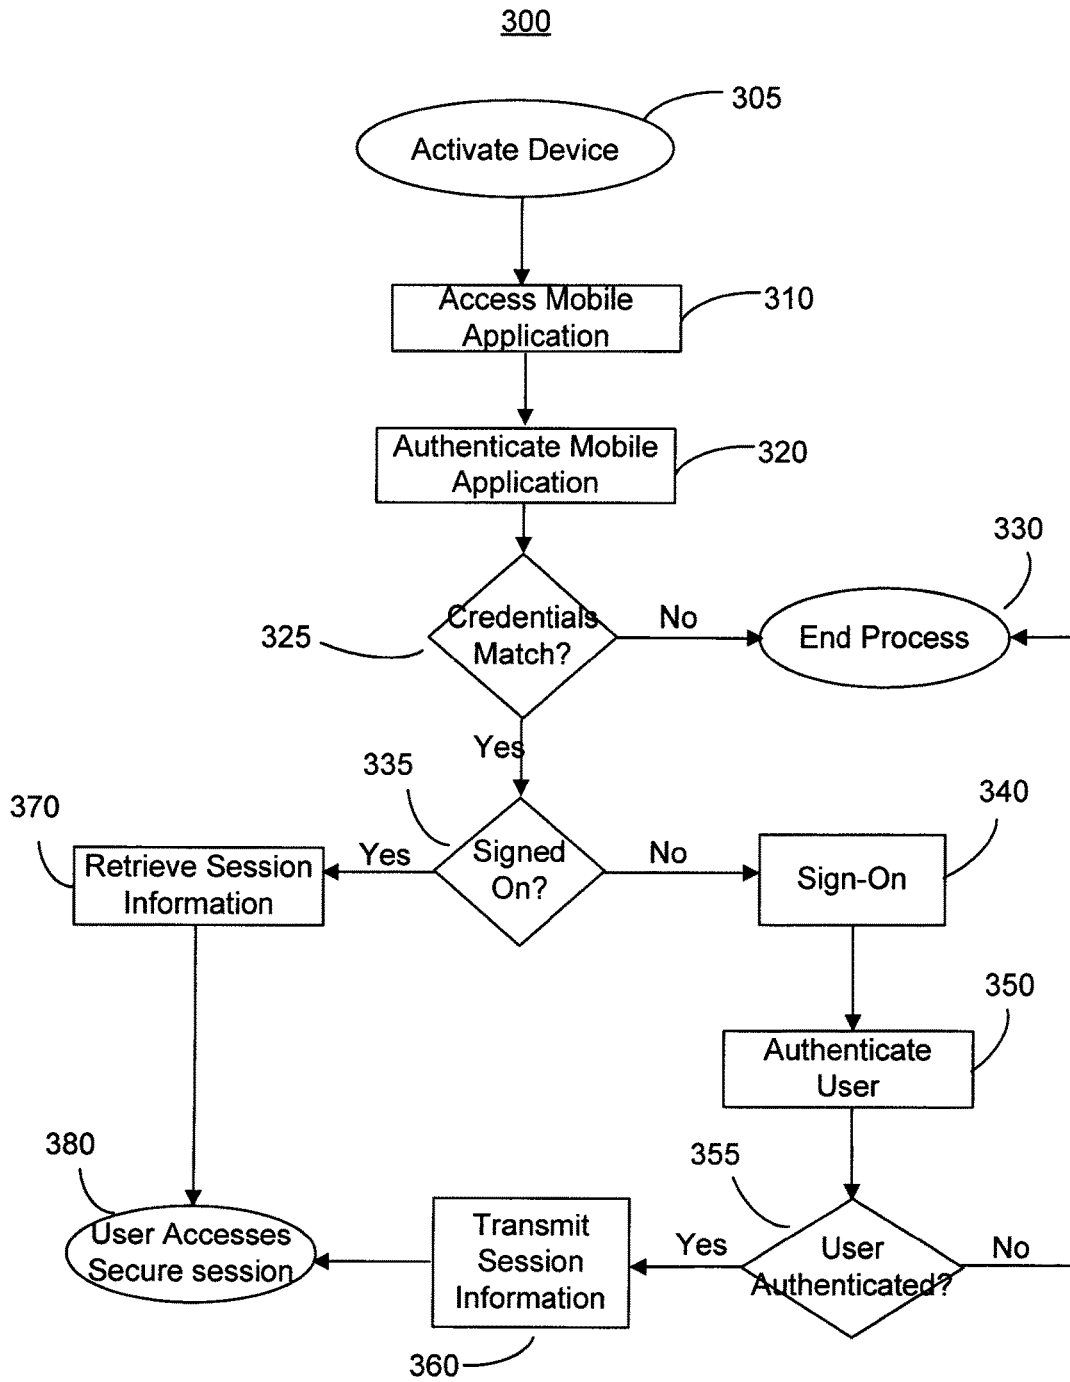 300
305
Activate Device
310
Access Mobile
Application
320
Authenticate Mobile
Application
330
325
Credentials
Match?
No
End Process
Yes
335
340
370
Retrieve Session
Information
Yes
Signed
On?
No
Sign-On
350
Authenticate
User
380
355
User Accesses
Secure session
Transmit
Session
Information
Yes
User
Authenticated?
No
360